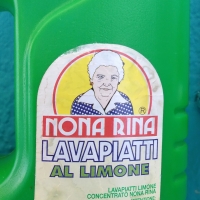 ®
NONA RINA
LAVAPIATTI
AL LIMONE
LAVAPIATTI LIMONE
CONCENTRATO NONA RINA